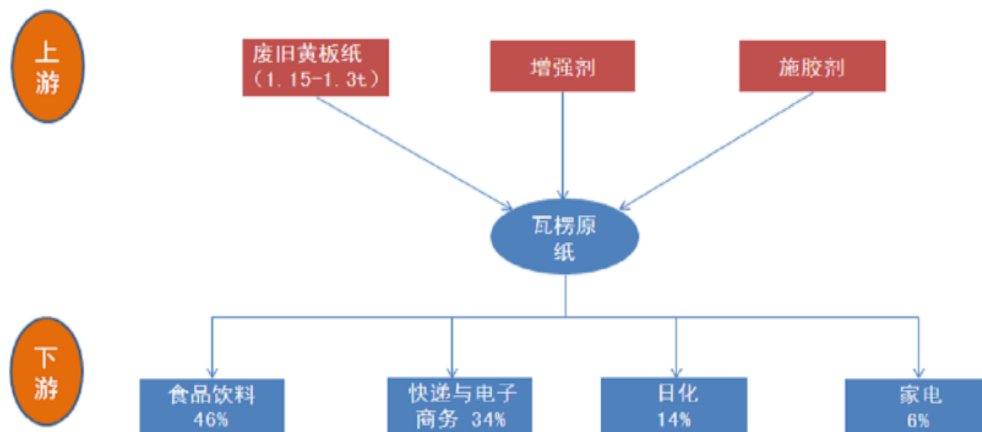 上
游
废旧黄板纸
（1.15-1.3t）
增强剂
施胶剂
瓦楞原
纸
下
游
食品饮料
46%
快递与电子
商务 34%
日化
14%
家电
6%